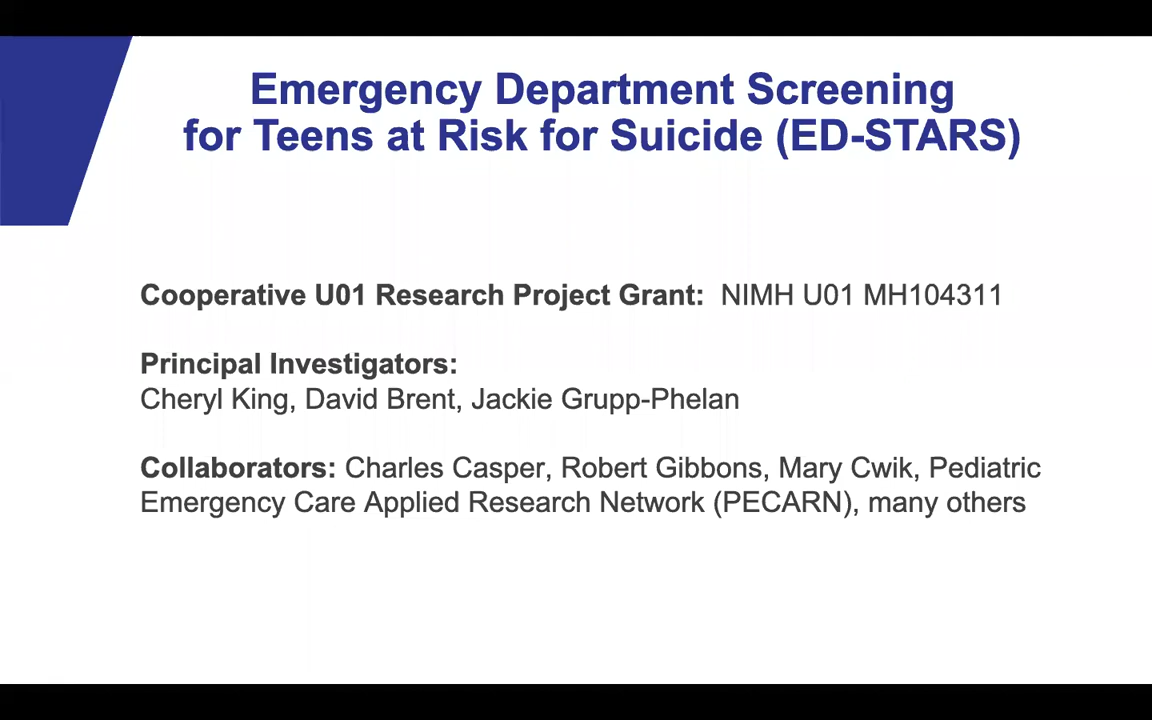 Emergency Department Screening
for Teens at Risk for Suicide (ED-STARS)
Cooperative U01 Research Project Grant: NIMH U01 MH104311
Principal Investigators:
Cheryl King, David Brent, Jackie Grupp-Phelan
Collaborators: Charles Casper, Robert Gibbons, Mary Cwik, Pediatric
Emergency Care Applied Research Network (PECARN), many others